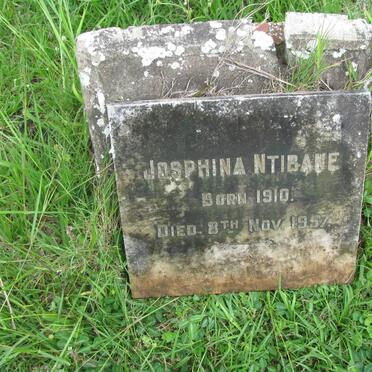 JOSPHINA NTIBANE
BORN 1910.
DIED. 8TH NOV 1957.